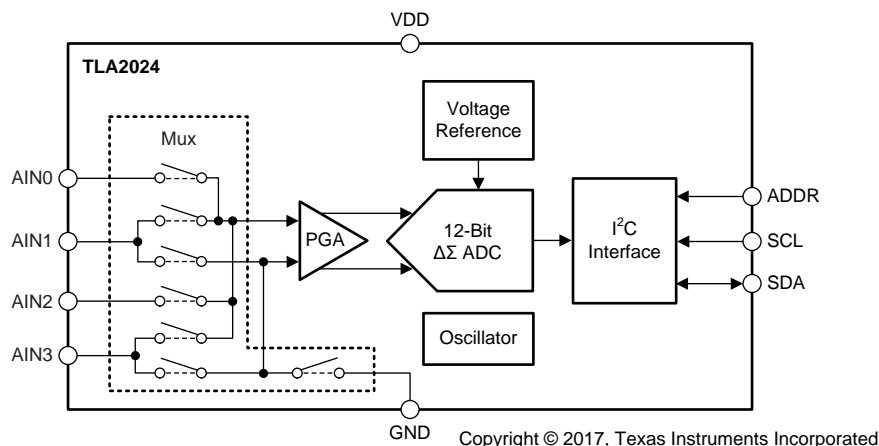 VDD
TLA2024
Voltage
Reference
Mux
AIN0
AIN1
AIN2
AIN3
PGA
12-Bit
ΔΣ ADC
I²C
Interface
ADDR
SCL
SDA
Oscillator
GND
Copyright © 2017, Texas Instruments Incorporated